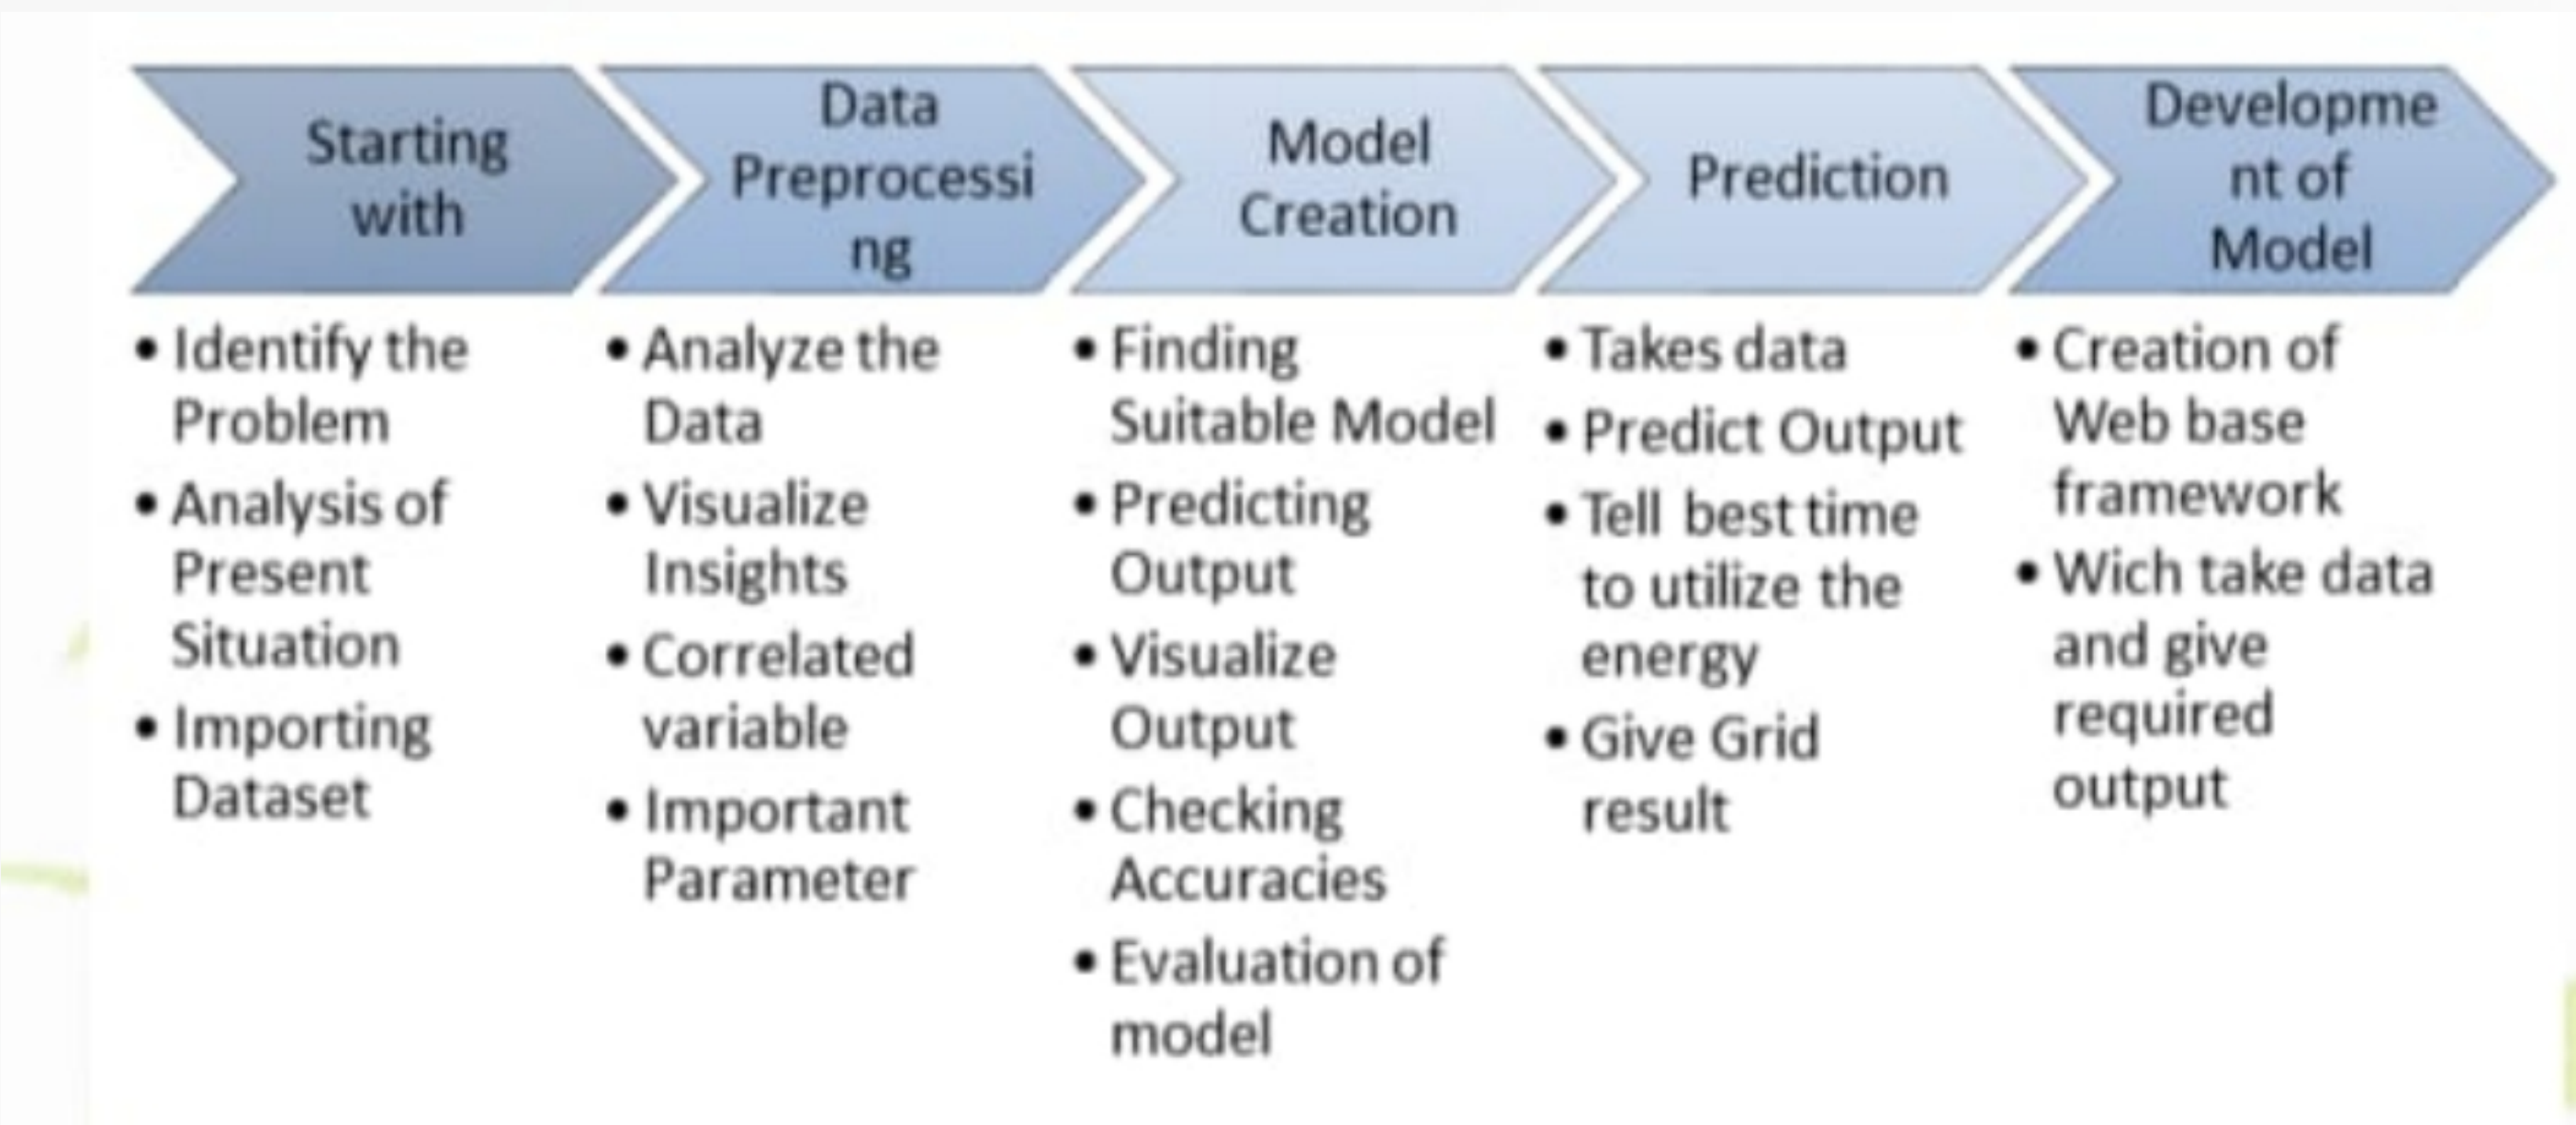 Starting
with
Data
Preprocessi
ng
Model
Creation
Prediction
Developme
nt of
Model
• Identify the
Problem
• Analysis of
Present
Situation
• Importing
Dataset
• Analyze the
Data
• Visualize
Insights
• Correlated
variable
• Important
Parameter
• Finding
Suitable Model
• Predicting
Output
• Visualize
Output
• Checking
Accuracies
• Evaluation of
model
• Takes data
• Predict Output
• Tell best time
to utilize the
energy
• Give Grid
result
• Creation of
Web base
framework
• Wich take data
and give
required
output